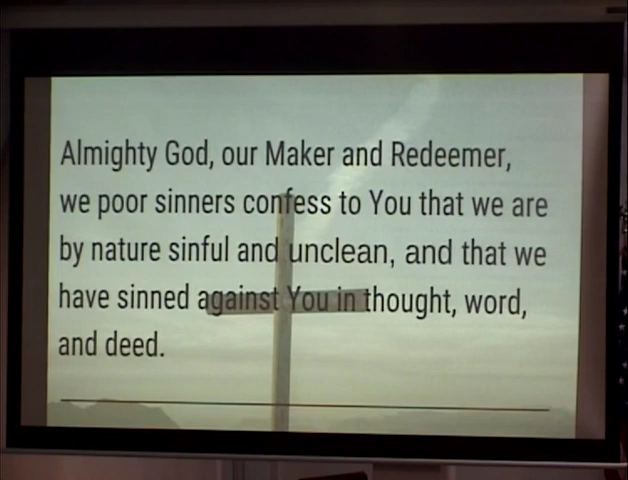 Almighty God, our Maker and Redeemer,
we poor sinners confess to You that we are
by nature sinful and unclean, and that we
have sinned against You in thought, word,
and deed.